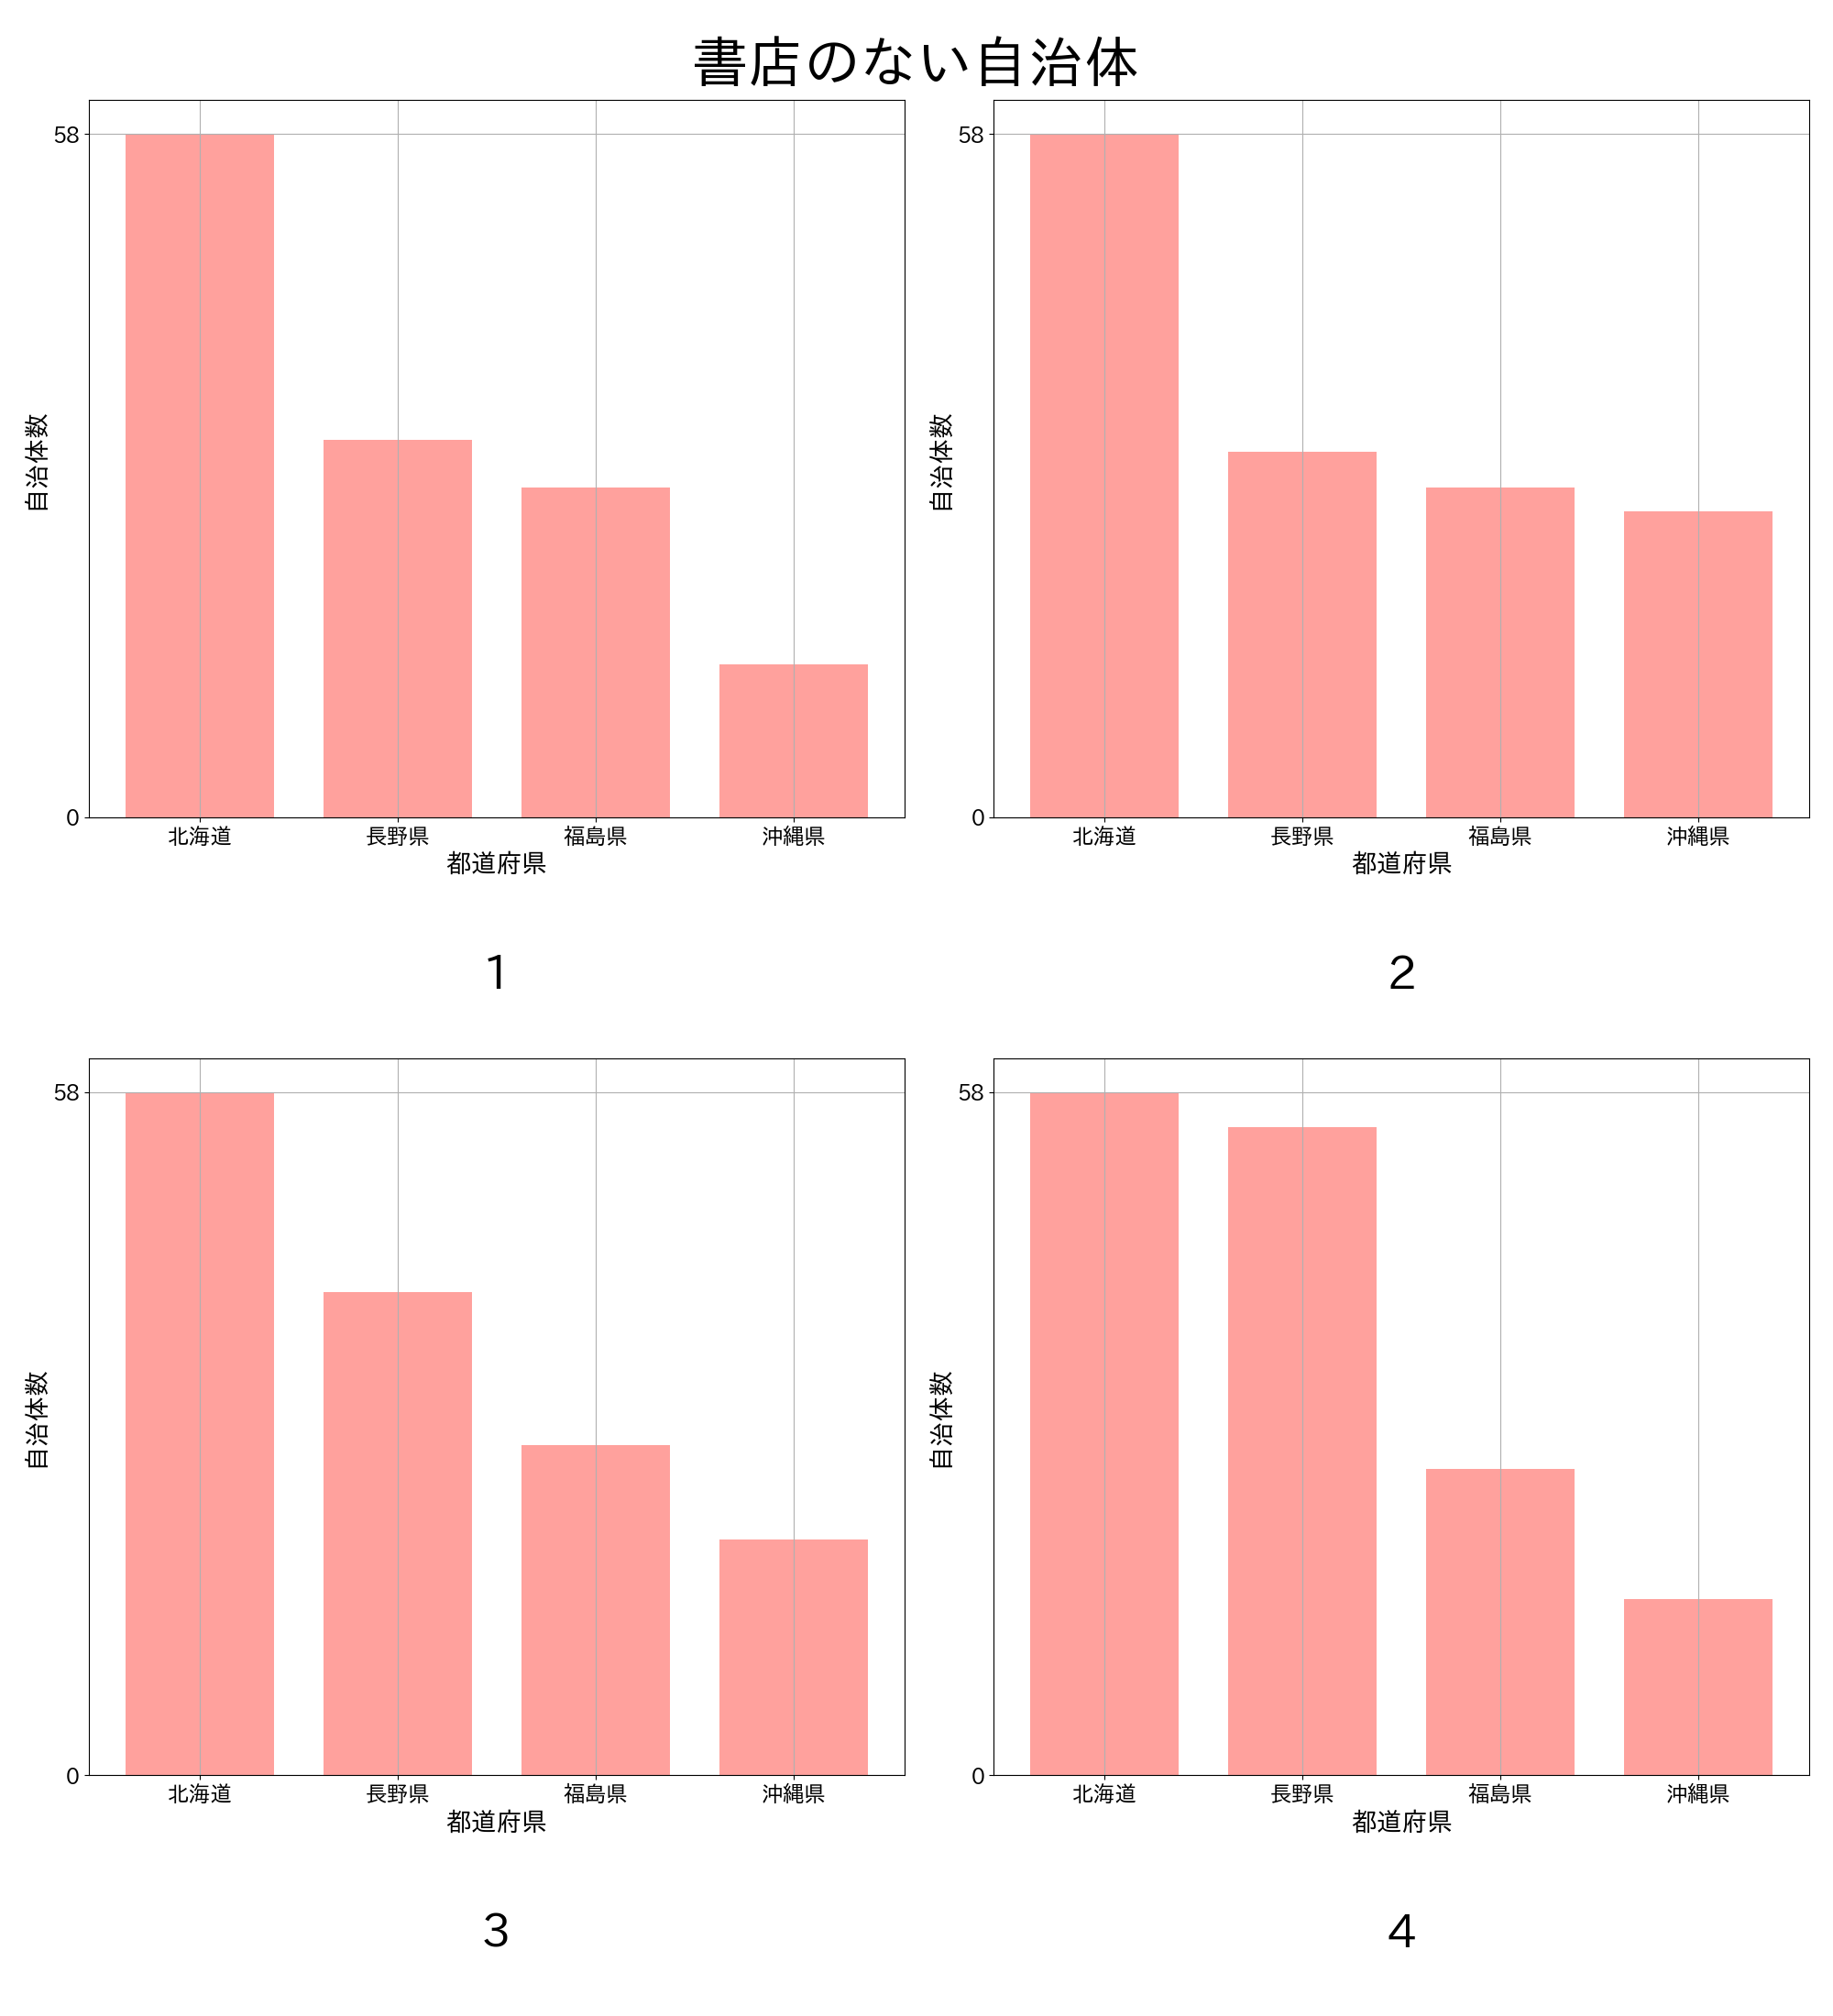 書店のない自治体
58
0
自治体数
北海道 長野県 福島県 沖縄県
都道府県
1
58
0
自治体数
北海道 長野県 福島県 沖縄県
都道府県
2
58
0
自治体数
北海道 長野県 福島県 沖縄県
都道府県
3
58
0
自治体数
北海道 長野県 福島県 沖縄県
都道府県
4